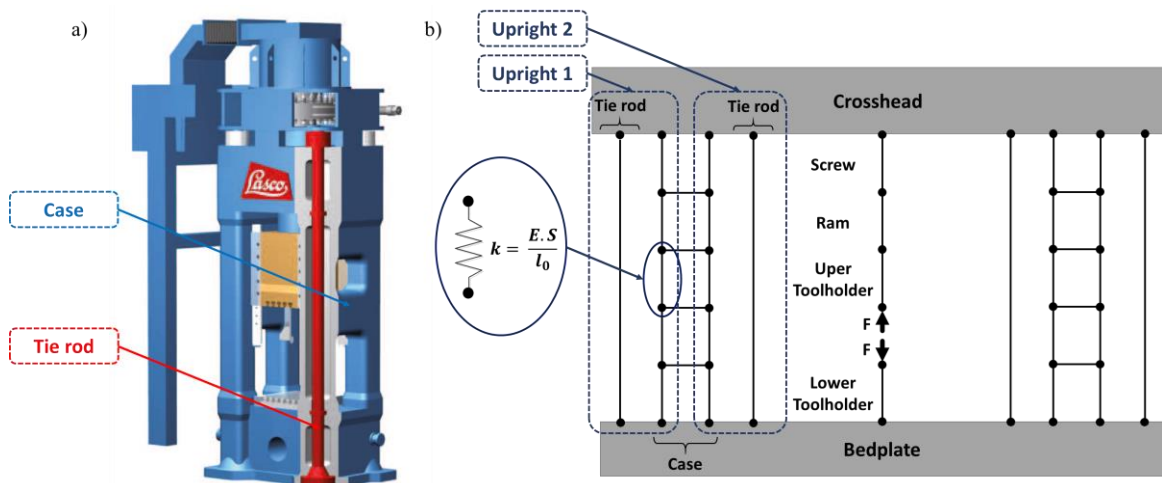 a)
Lasco
Case
Tie rod
b)
Upright 2
Upright 1
Crosshead
Tie rod
Tie rod
Screw
Ram
Uper
Toolholder
F
F
Lower
Toolholder
k = E.S
l₀
Case
Bedplate